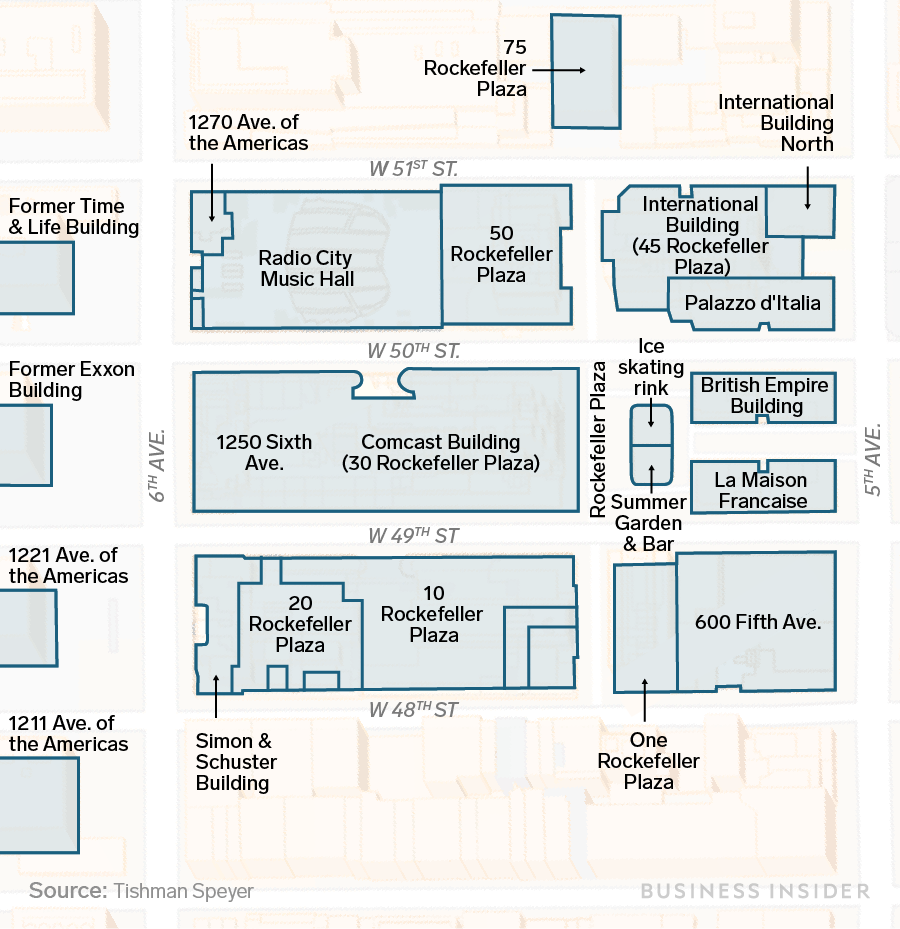 75
Rockefeller
Plaza
International
Building
North
1270 Ave. of
the Americas
W 51ST ST.
Former Time
& Life Building
Radio City
Music Hall
50
Rockefeller
Plaza
International
Building
(45 Rockefeller
Plaza)
Palazzo d'Italia
W 50TH ST.
Former Exxon
Building
6TH AVE.
1250 Sixth
Ave.
Comcast Building
(30 Rockefeller Plaza)
Rockefeller Plaza
Ice
skating
rink
Summer
Garden
& Bar
British Empire
Building
La Maison
Francaise
5TH AVE.
W 49TH ST
1221 Ave. of
the Americas
20
Rockefeller
Plaza
10
Rockefeller
Plaza
600 Fifth Ave.
W 48TH ST
1211 Ave. of
the Americas
Simon &
Schuster
Building
One
Rockefeller
Plaza
Source: Tishman Speyer
BUSINESS INSIDER